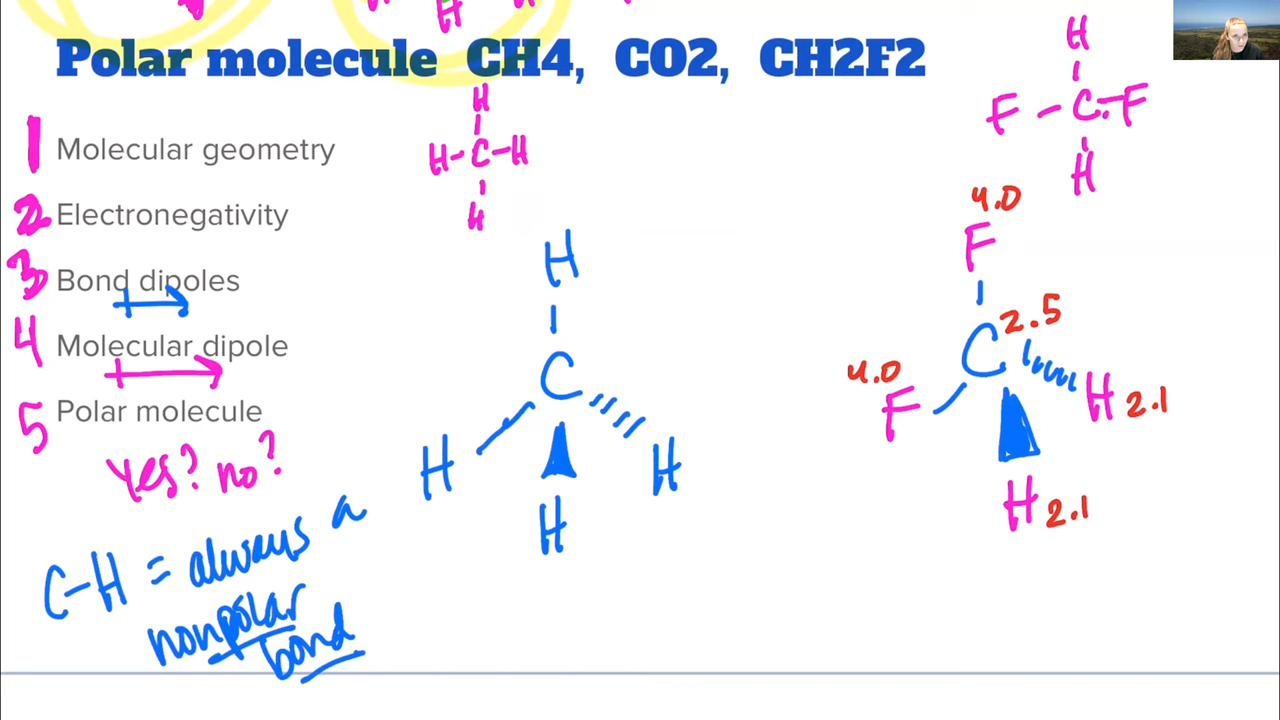 H H
H
Polar molecule CH4, CO2, CH2F2
H
F - C - F
H
1 Molecular geometry
2 Electronegativity
3 Bond dipoles
4 Molecular dipole
5 Polar molecule
Yes? no?
C-H = always a
nonpolar
bond
H
H-C-H
H
H
C
H H H
4.0
F
C 2.5
4.0
F H 2.1
H 2.1